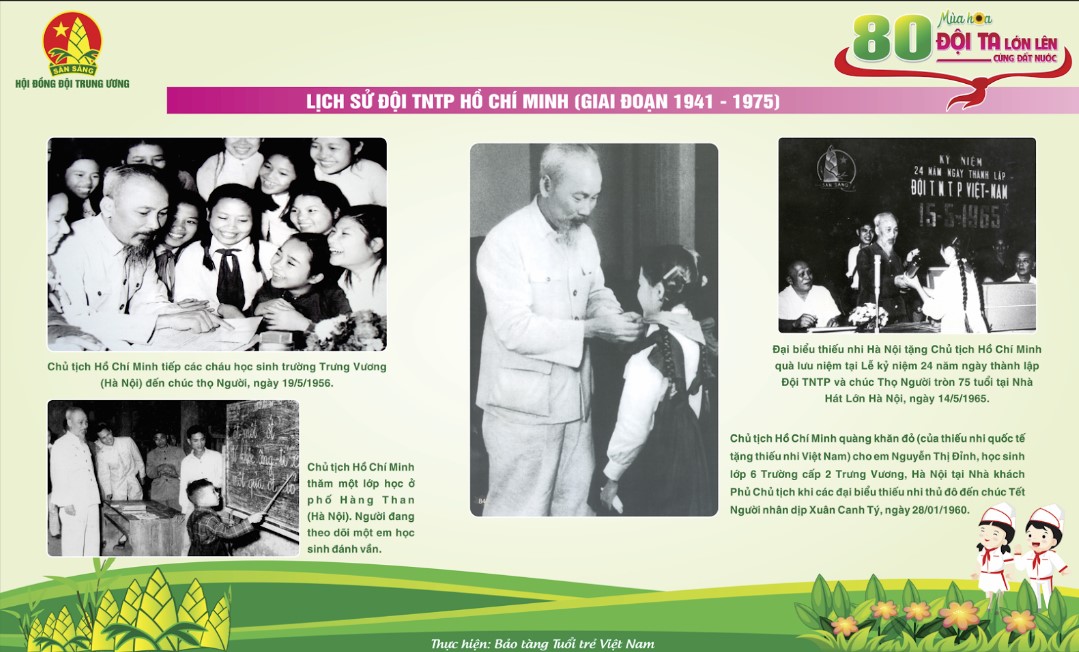 SẴN SÀNG
HỘI ĐỒNG ĐỘI TRUNG ƯƠNG
80
Mùa hoa
ĐỘI TA LỚN LÊN
CÙNG ĐẤT NƯỚC
LỊCH SỬ ĐỘI TNTP HỒ CHÍ MINH (GIAI ĐOẠN 1941 - 1975)
Chủ tịch Hồ Chí Minh tiếp các cháu học sinh trường Trưng Vương
(Hà Nội) đến chúc thọ Người, ngày 19/5/1956.
Chủ tịch Hồ Chí Minh
thăm một lớp học ở
phố Hàng Than
(Hà Nội). Người đang
theo dõi một em học
sinh đánh vần.
84
SẴN SÀNG
KỶ NIỆM
24 NĂM NGÀY THÀNH LẬP
ĐỘI T N T P VIỆT-NAM
15-5-1965
Đại biểu thiếu nhi Hà Nội tặng Chủ tịch Hồ Chí Minh
quà lưu niệm tại Lễ kỷ niệm 24 năm ngày thành lập
Đội TNTP và chúc Thọ Người tròn 75 tuổi tại Nhà
Hát Lớn Hà Nội, ngày 14/5/1965.
Chủ tịch Hồ Chí Minh quàng khăn đỏ (của thiếu nhi quốc tế
tặng thiếu nhi Việt Nam) cho em Nguyễn Thị Đỉnh, học sinh
lớp 6 Trường cấp 2 Trưng Vương, Hà Nội tại Nhà khách
Phủ Chủ tịch khi các đại biểu thiếu nhi thủ đô đến chúc Tết
Người nhân dịp Xuân Canh Tý, ngày 28/01/1960.
SẴN SÀNG
Thực hiện: Bảo tàng Tuổi trẻ Việt Nam